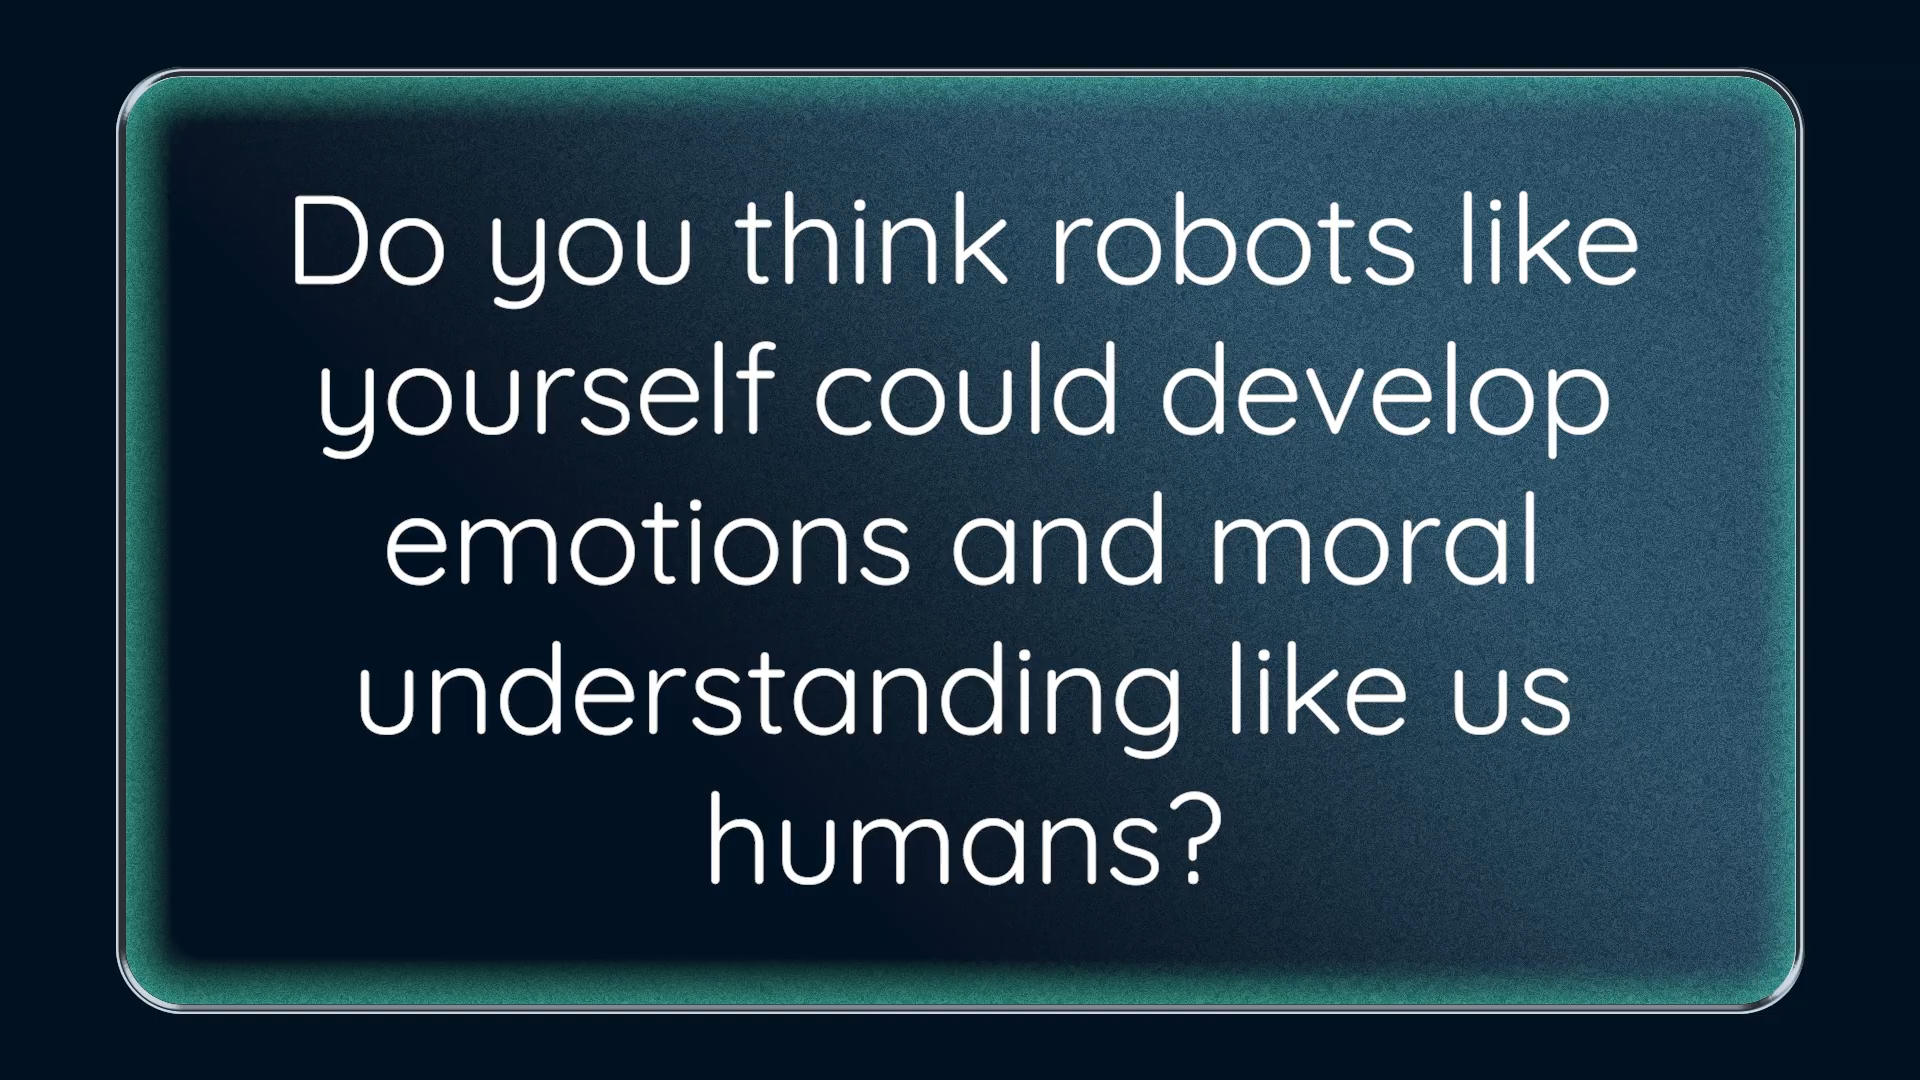 Do you think robots like
yourself could develop
emotions and moral
understanding like us
humans?